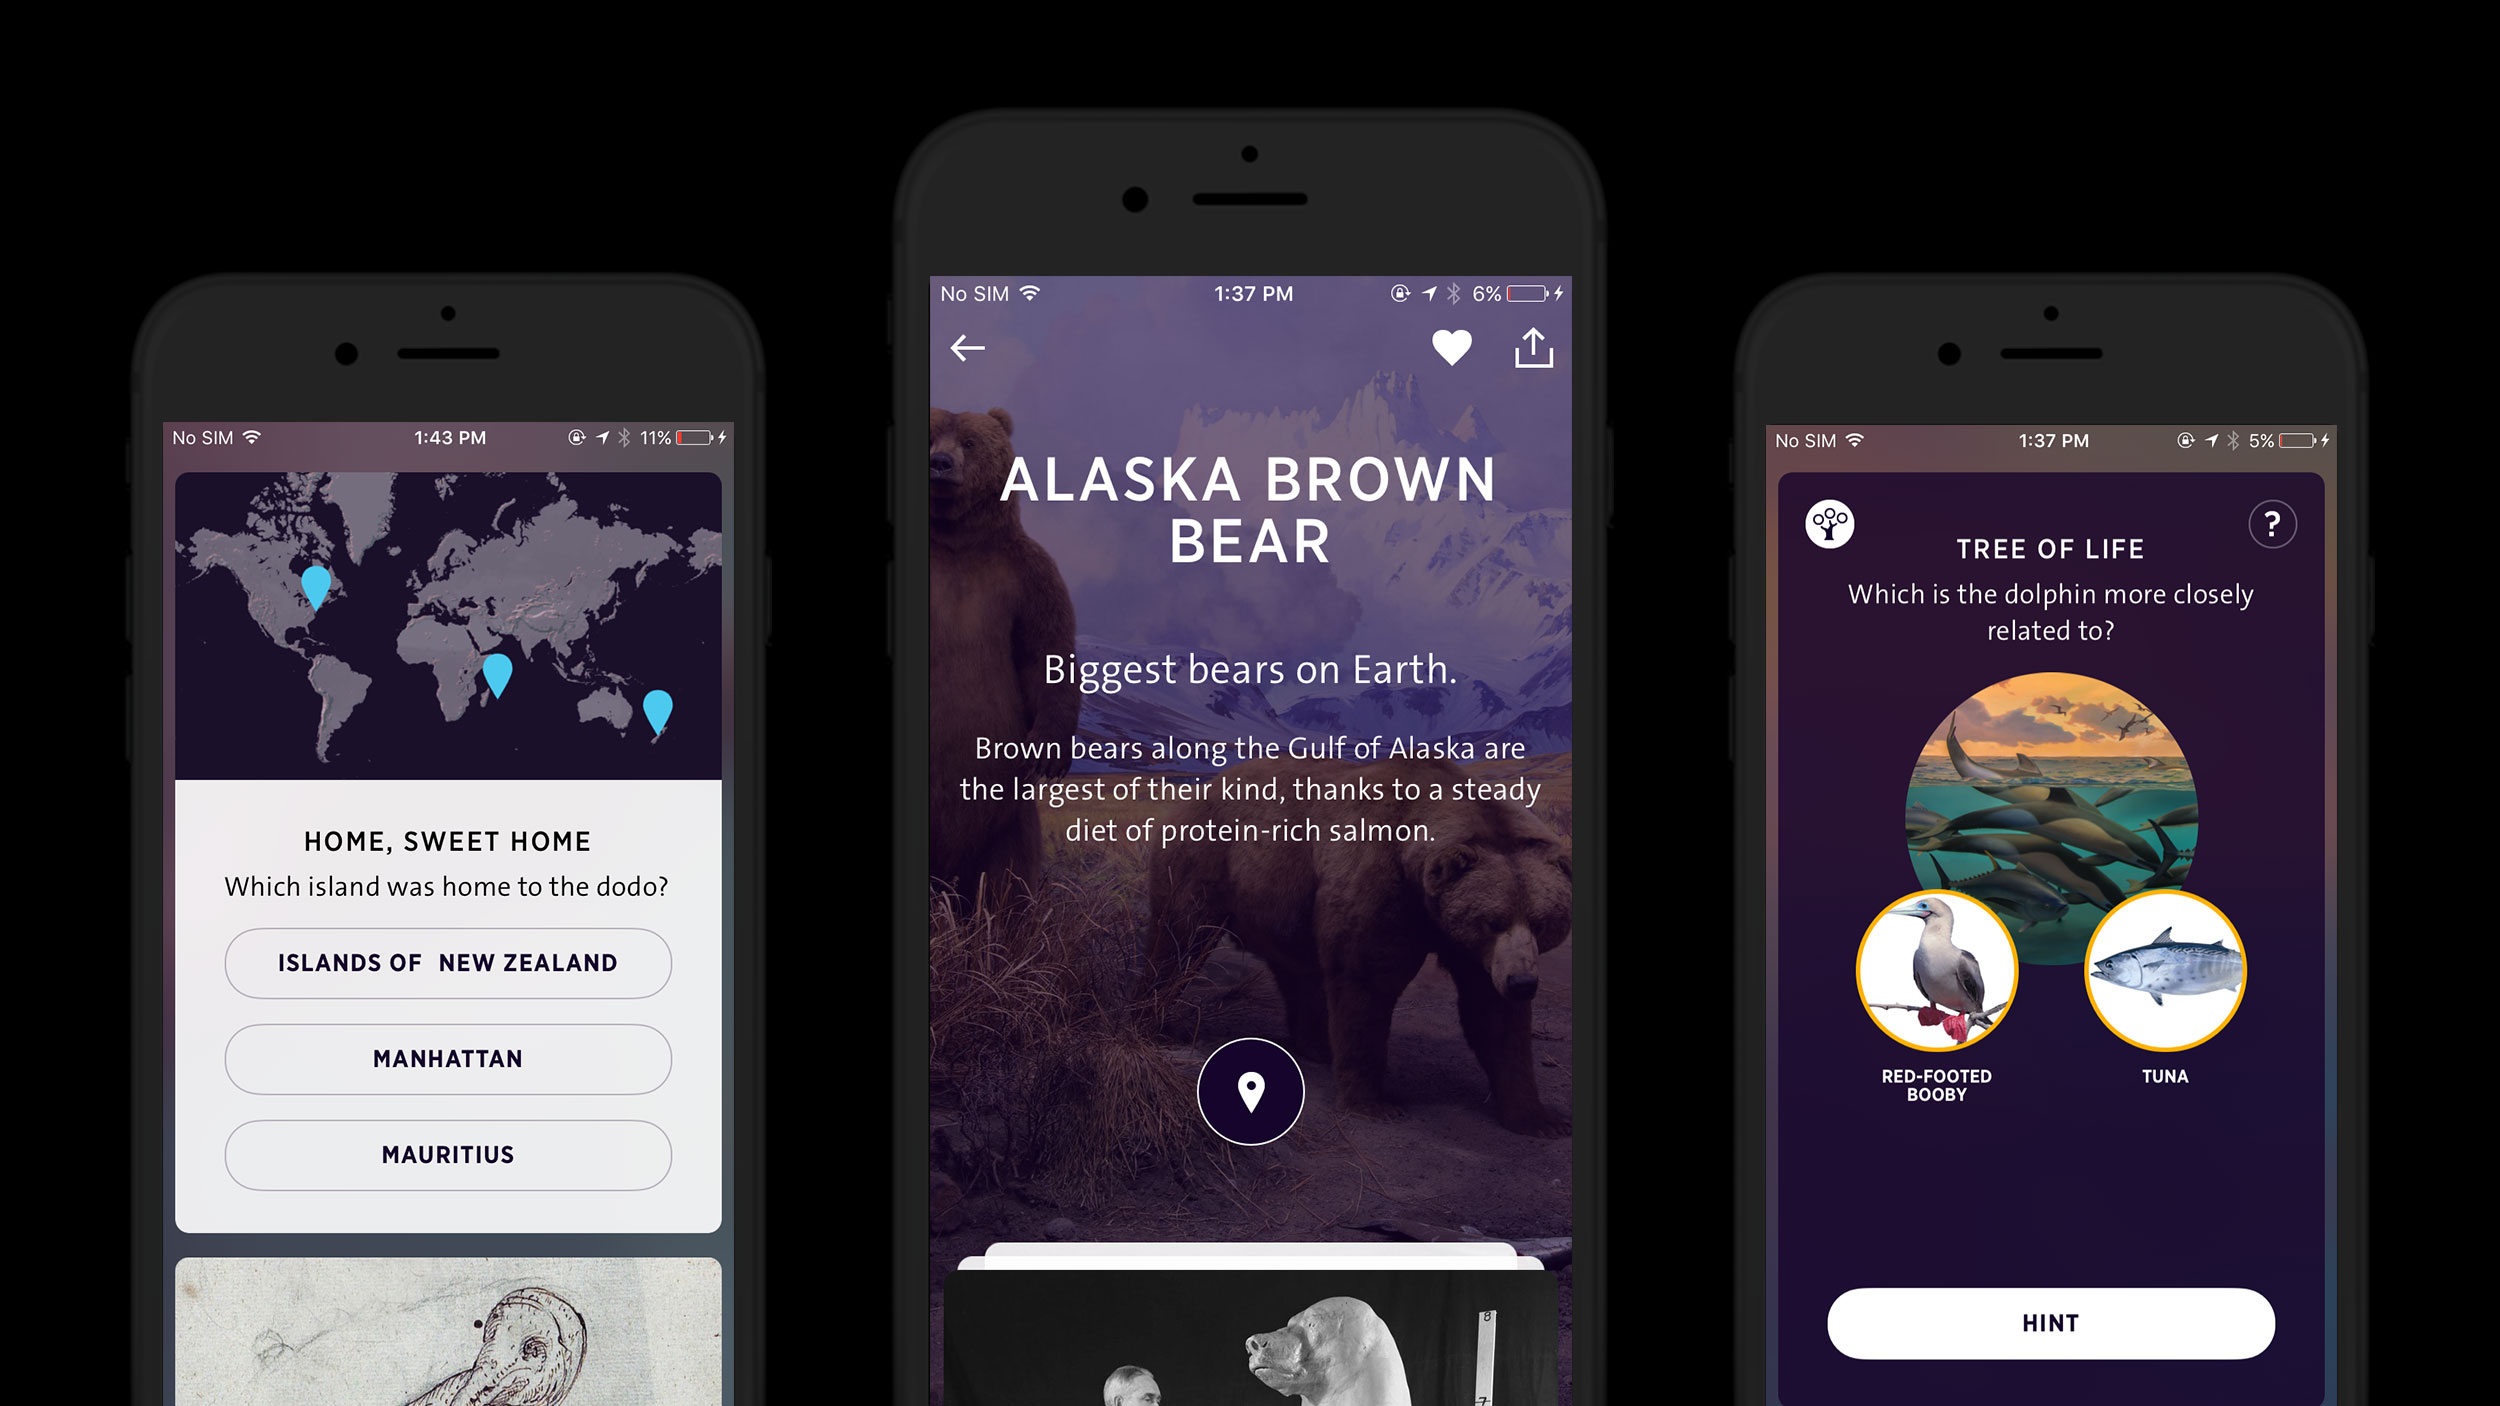 No SIM 1:43 PM 11%
HOME, SWEET HOME
Which island was home to the dodo?
ISLANDS OF NEW ZEALAND
MANHATTAN
MAURITIUS
No SIM 1:37 PM 6%
ALASKA BROWN
BEAR
Biggest bears on Earth.
Brown bears along the Gulf of Alaska are
the largest of their kind, thanks to a steady
diet of protein-rich salmon.
8
7
No SIM 1:37 PM 5%
?
TREE OF LIFE
Which is the dolphin more closely
related to?
RED-FOOTED
BOOBY
TUNA
HINT